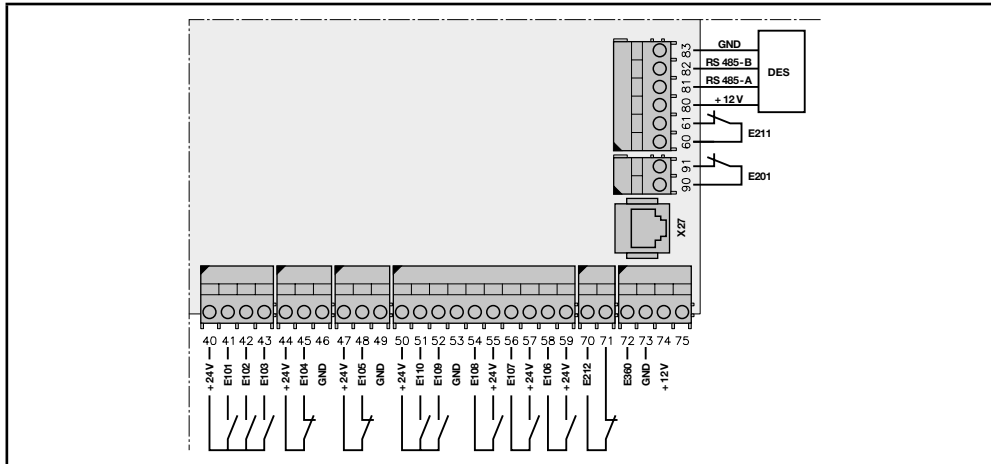 83 GND
82 RS 485-B
81 RS 485-A
80 + 12 V
DES
61
60
E211
91
90
E201
X27
40 41 42 43 44 45 46 47 48 49 50 51 52 53 54 55 56 57 58 59 70 71 72 73 74 75
+24V E101 E102 E103 +24V E104 GND +24V E105 GND +24V E110 E109 GND E108 +24V E107 +24V E106 +24V E212 E360 GND +12V